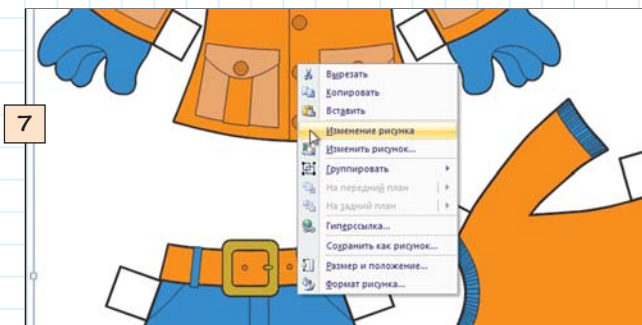 7
Вырезать
Копировать
Вставить
Изменение рисунка
Изменить рисунок...
Группировать
На передний план
На задний план
Гиперссылка...
Сохранить как рисунок...
Размер и положение...
Формат рисунка...